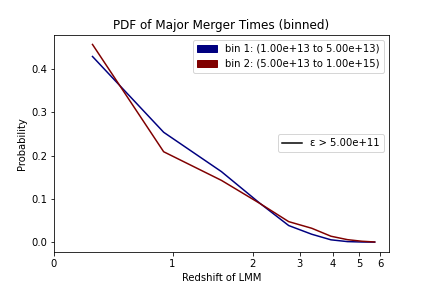 PDF of Major Merger Times (binned)
bin 1: (1.00e+13 to 5.00e+13)
bin 2: (5.00e+13 to 1.00e+15)
ε > 5.00e+11
Probability
0.4
0.3
0.2
0.1
0.0
0 1 2 3 4 5 6
Redshift of LMM